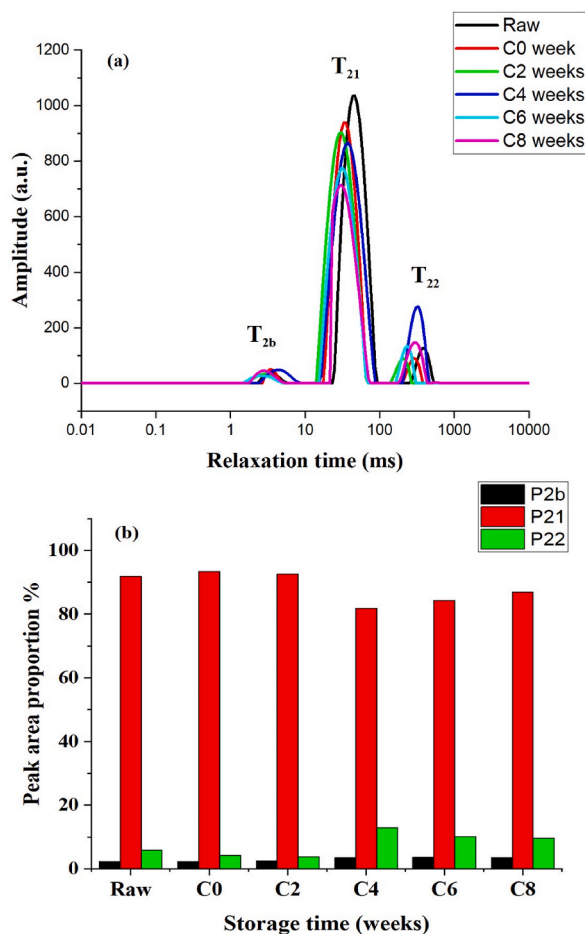 (a)
Raw
C0 week
C2 weeks
C4 weeks
C6 weeks
C8 weeks
T21
T2b
T22
Amplitude (a.u.)
1200
1000
800
600
400
200
0
0.01 0.1 1 10 100 1000 10000
Relaxation time (ms)
(b)
P2b
P21
P22
Peak area proportion %
100
80
60
40
20
0
Raw C0 C2 C4 C6 C8
Storage time (weeks)